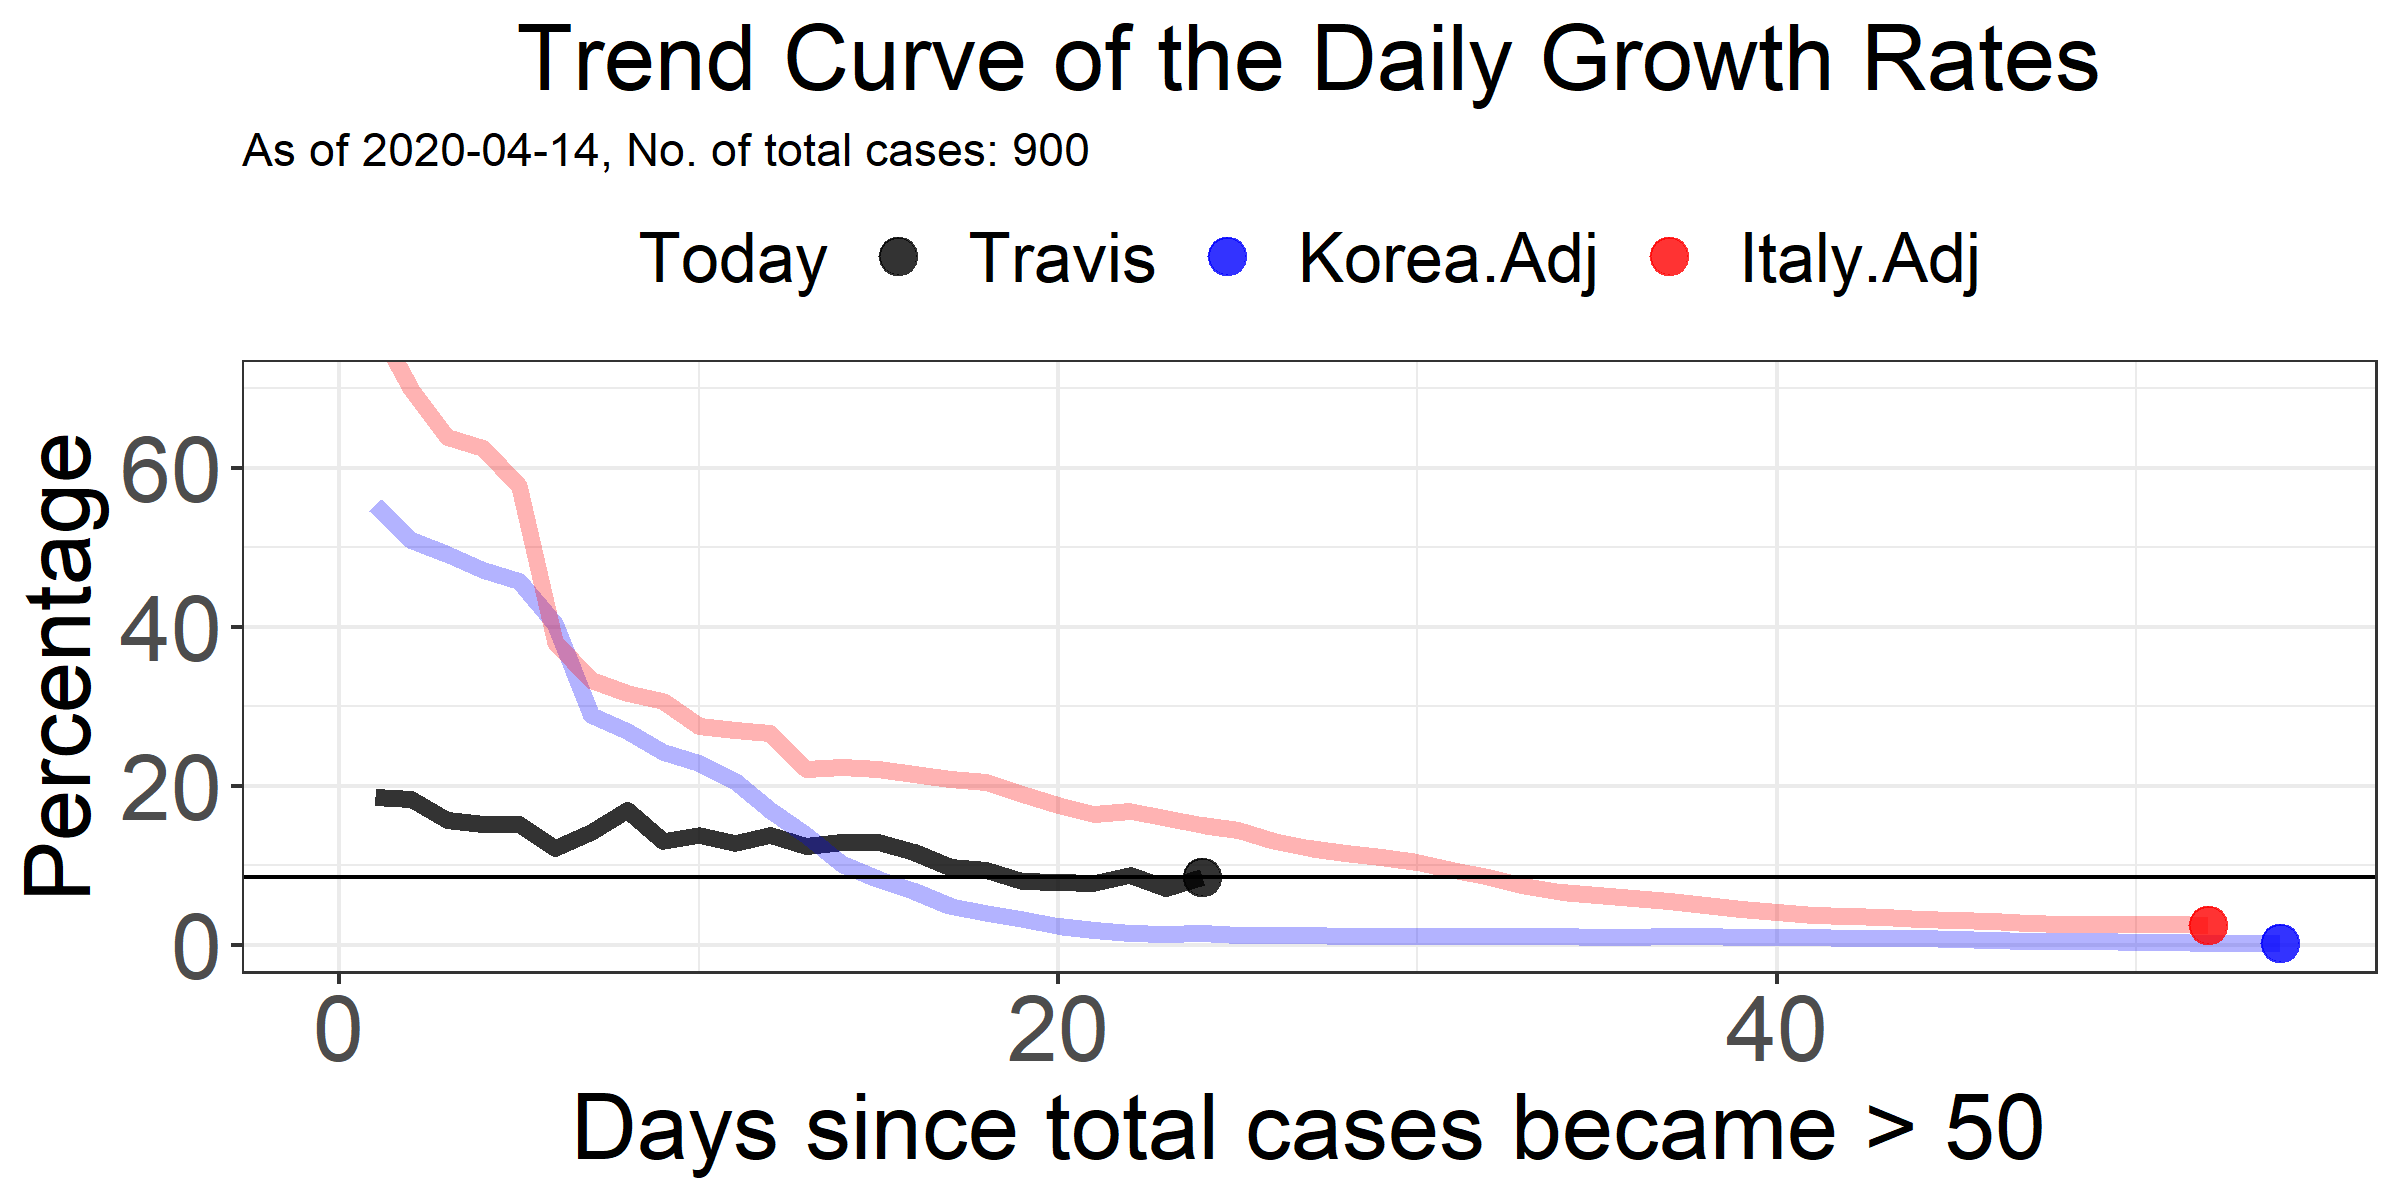 Trend Curve of the Daily Growth Rates
As of 2020-04-14, No. of total cases: 900
Today Travis Korea.Adj Italy.Adj
Percentage
60
40
20
0
0 20 40
Days since total cases became > 50